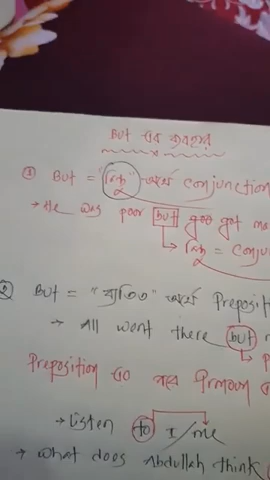 But এর ব্যবহার
① But = "কিন্তু" অর্থে conjunction
→ He was poor but
→ কিন্তু = conju
② But = "ব্যতিত" অর্থে Preposit
→ All went there but
Preposition এর পরে Pronoun
→ Listen to I/me
→ What does Abdullah think